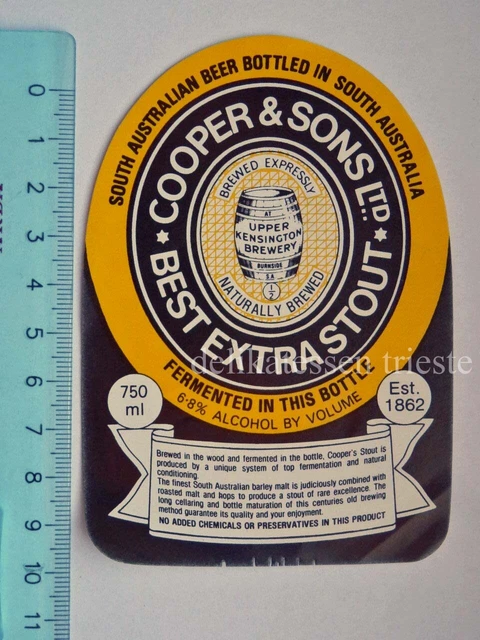 SOUTH AUSTRALIAN BEER BOTTLED IN SOUTH AUSTRALIA
COOPER & SONS LTD.
BREWED EXPRESSLY
AT
UPPER
KENSINGTON
BREWERY
BURNSIDE
S.A
1/2
NATURALLY BREWED
BEST EXTRA STOUT
FERMENTED IN THIS BOTTLE
6·8% ALCOHOL BY VOLUME
750
ml
Est.
1862
Brewed in the wood and fermented in the bottle, Cooper's Stout is
produced by a unique system of top fermentation and natural
conditioning.
The finest South Australian barley malt is judiciously combined with
roasted malt and hops to produce a stout of rare excellence. The
long cellaring and bottle maturation of this centuries old brewing
method guarantee its quality and your enjoyment.
NO ADDED CHEMICALS OR PRESERVATIVES IN THIS PRODUCT
delikatessen trieste
0
1
2
3
4
5
6
7
8
9
10
11